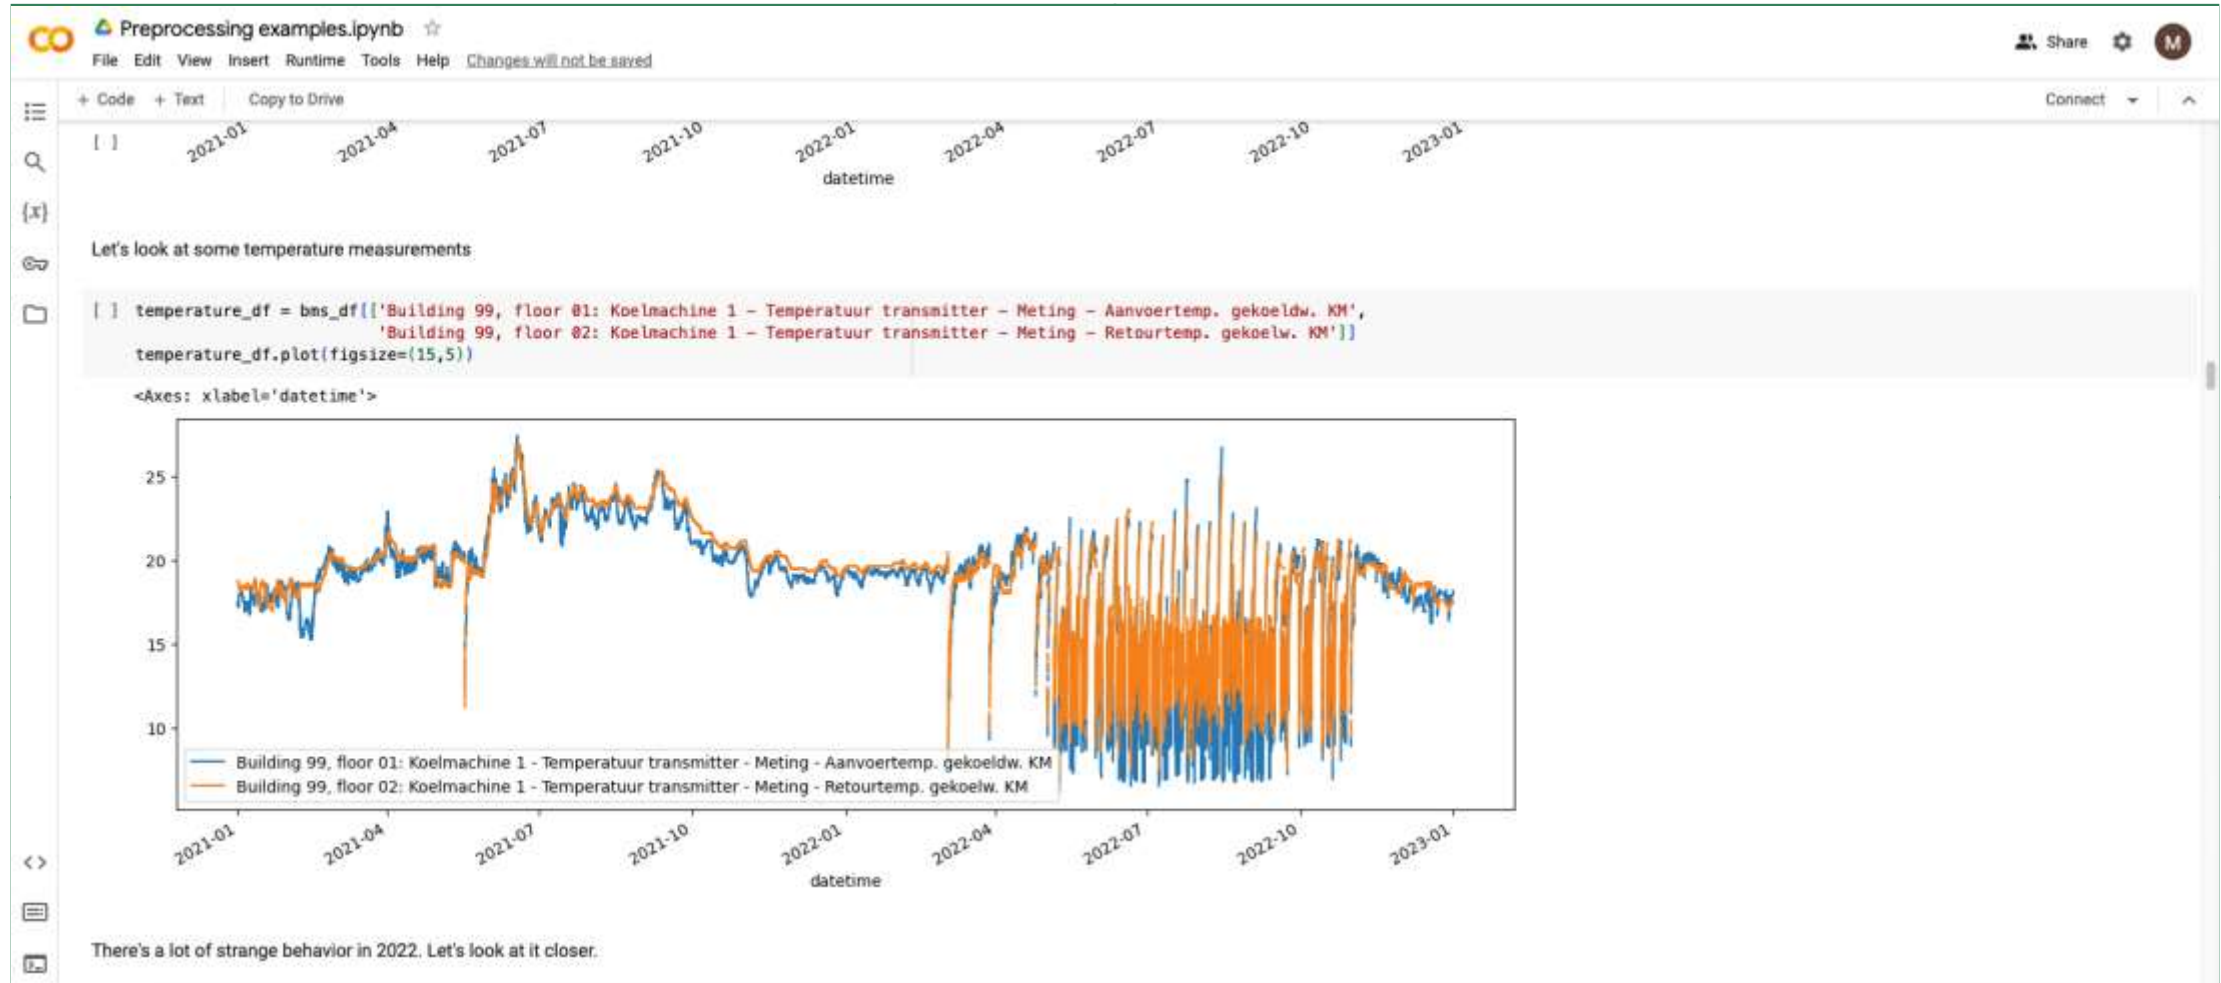 CO Preprocessing examples.ipynb
File Edit View Insert Runtime Tools Help Changes will not be saved
Share M
+ Code + Text Copy to Drive
Connect
[ ]
2021-01 2021-04 2021-07 2021-10 2022-01 2022-04 2022-07 2022-10 2023-01
datetime
{x}
Let's look at some temperature measurements
[ ] temperature_df = bms_df[['Building 99, floor 01: Koelmachine 1 - Temperatuur transmitter - Meting - Aanvoertemp. gekoeldw. KM',
'Building 99, floor 02: Koelmachine 1 - Temperatuur transmitter - Meting - Retourtemp. gekoelw. KM']]
temperature_df.plot(figsize=(15,5))
<Axes: xlabel='datetime'>
25
20
15
10
Building 99, floor 01: Koelmachine 1 - Temperatuur transmitter - Meting - Aanvoertemp. gekoeldw. KM
Building 99, floor 02: Koelmachine 1 - Temperatuur transmitter - Meting - Retourtemp. gekoelw. KM
2021-01 2021-04 2021-07 2021-10 2022-01 2022-04 2022-07 2022-10 2023-01
datetime
There's a lot of strange behavior in 2022. Let's look at it closer.